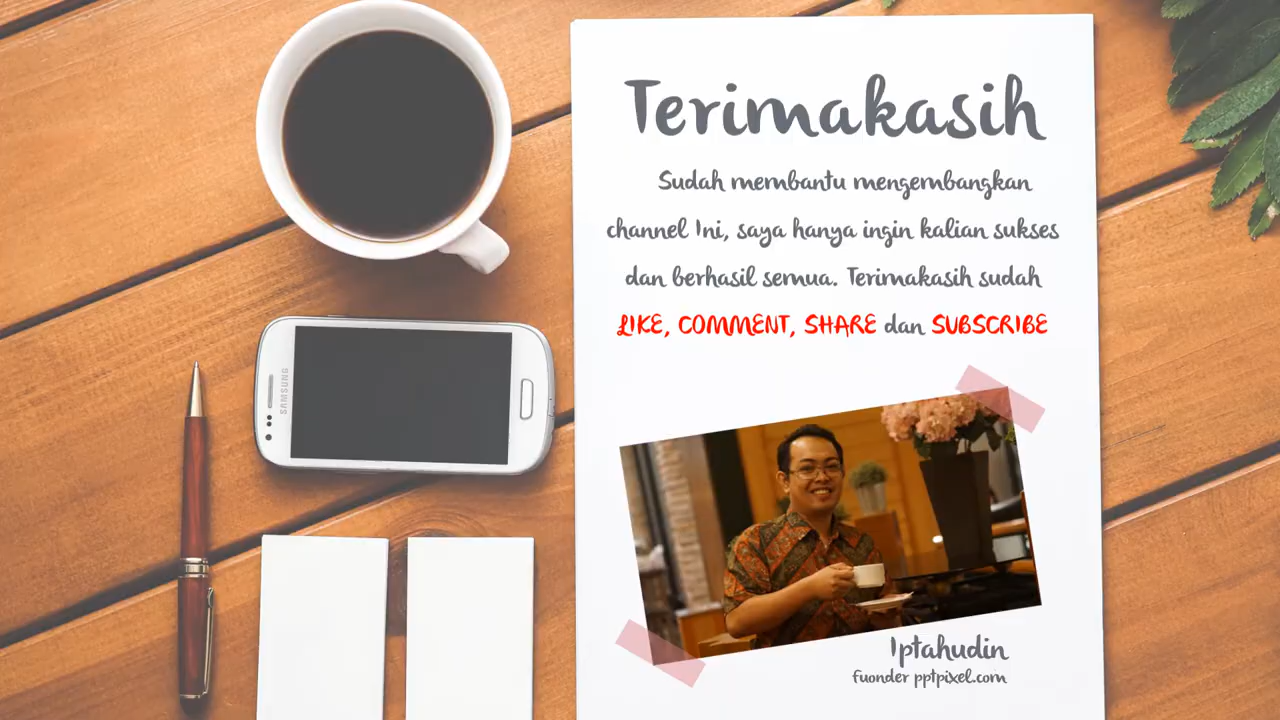 Terimakasih
Sudah membantu mengembangkan
channel Ini, saya hanya ingin kalian sukses
dan berhasil semua. Terimakasih sudah
LIKE, COMMENT, SHARE dan SUBSCRIBE
SAMSUNG
Iptahudin
fuonder pptpixel.com